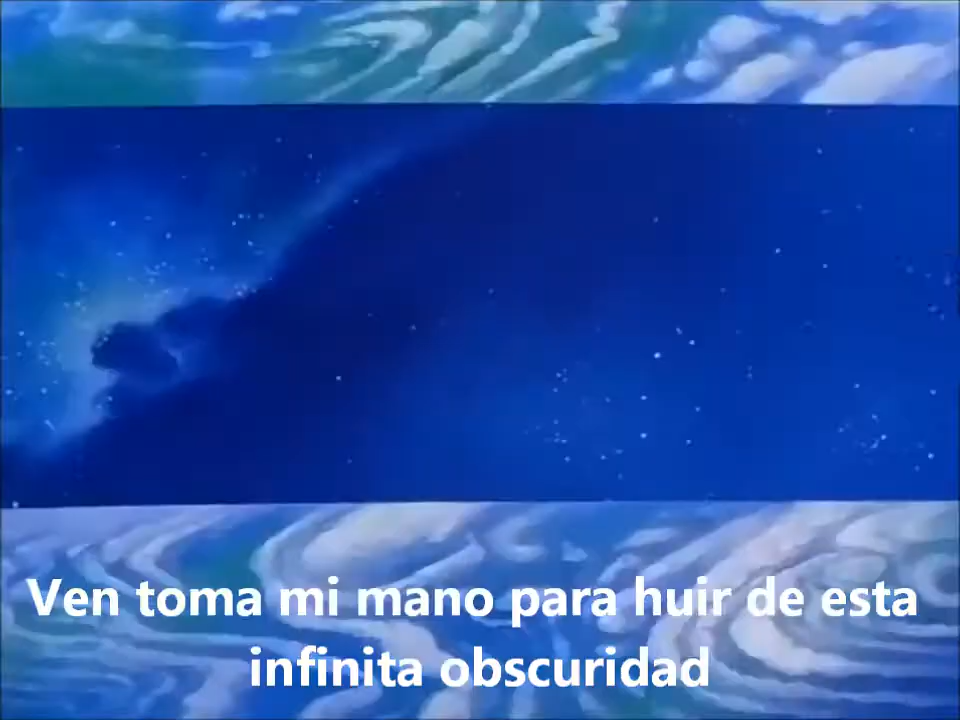 Ven toma mi mano para huir de esta
infinita obscuridad